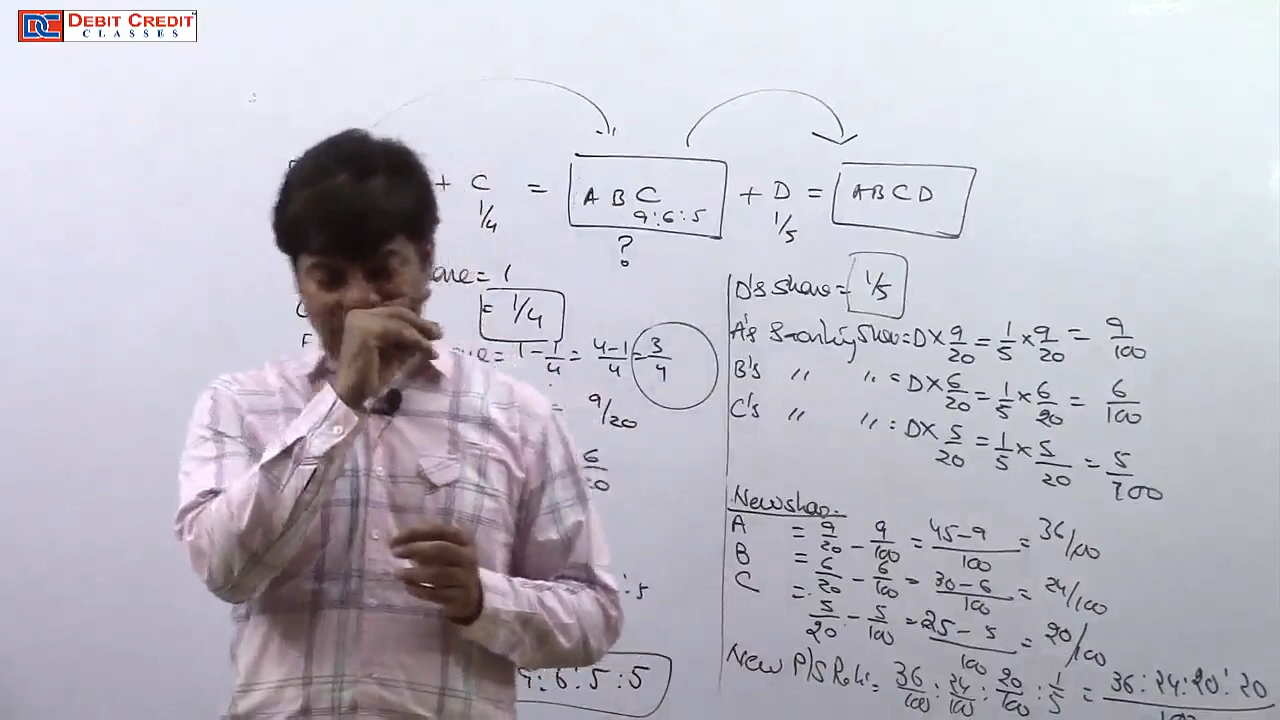 DEBIT CREDIT
CLASSES
+ C = A B C + D = A B C D
1/4 9:6:5 1/5
?
= 1
= 1/4
= 1-1/4 = 4-1/4 = 3/4
= 9/20
6
:5
9:6:5:5
D's share = 1/5
A's = D × 9/20 = 1/5 × 9/20 = 9/100
B's " " = D × 6/20 = 1/5 × 6/20 = 6/100
C's " " = D × 5/20 = 1/5 × 5/20 = 5/100
New share
A = 9/20 - 9/100 = 45-9/100 = 36/100
B = 6/20 - 6/100 = 30-6/100 = 24/100
C = 5/20 - 5/100 = 25-5/100 = 20/100
New P/S Ratio = 36/100 : 24/100 : 20/100 : 1/5 = 36:24:20:20/100